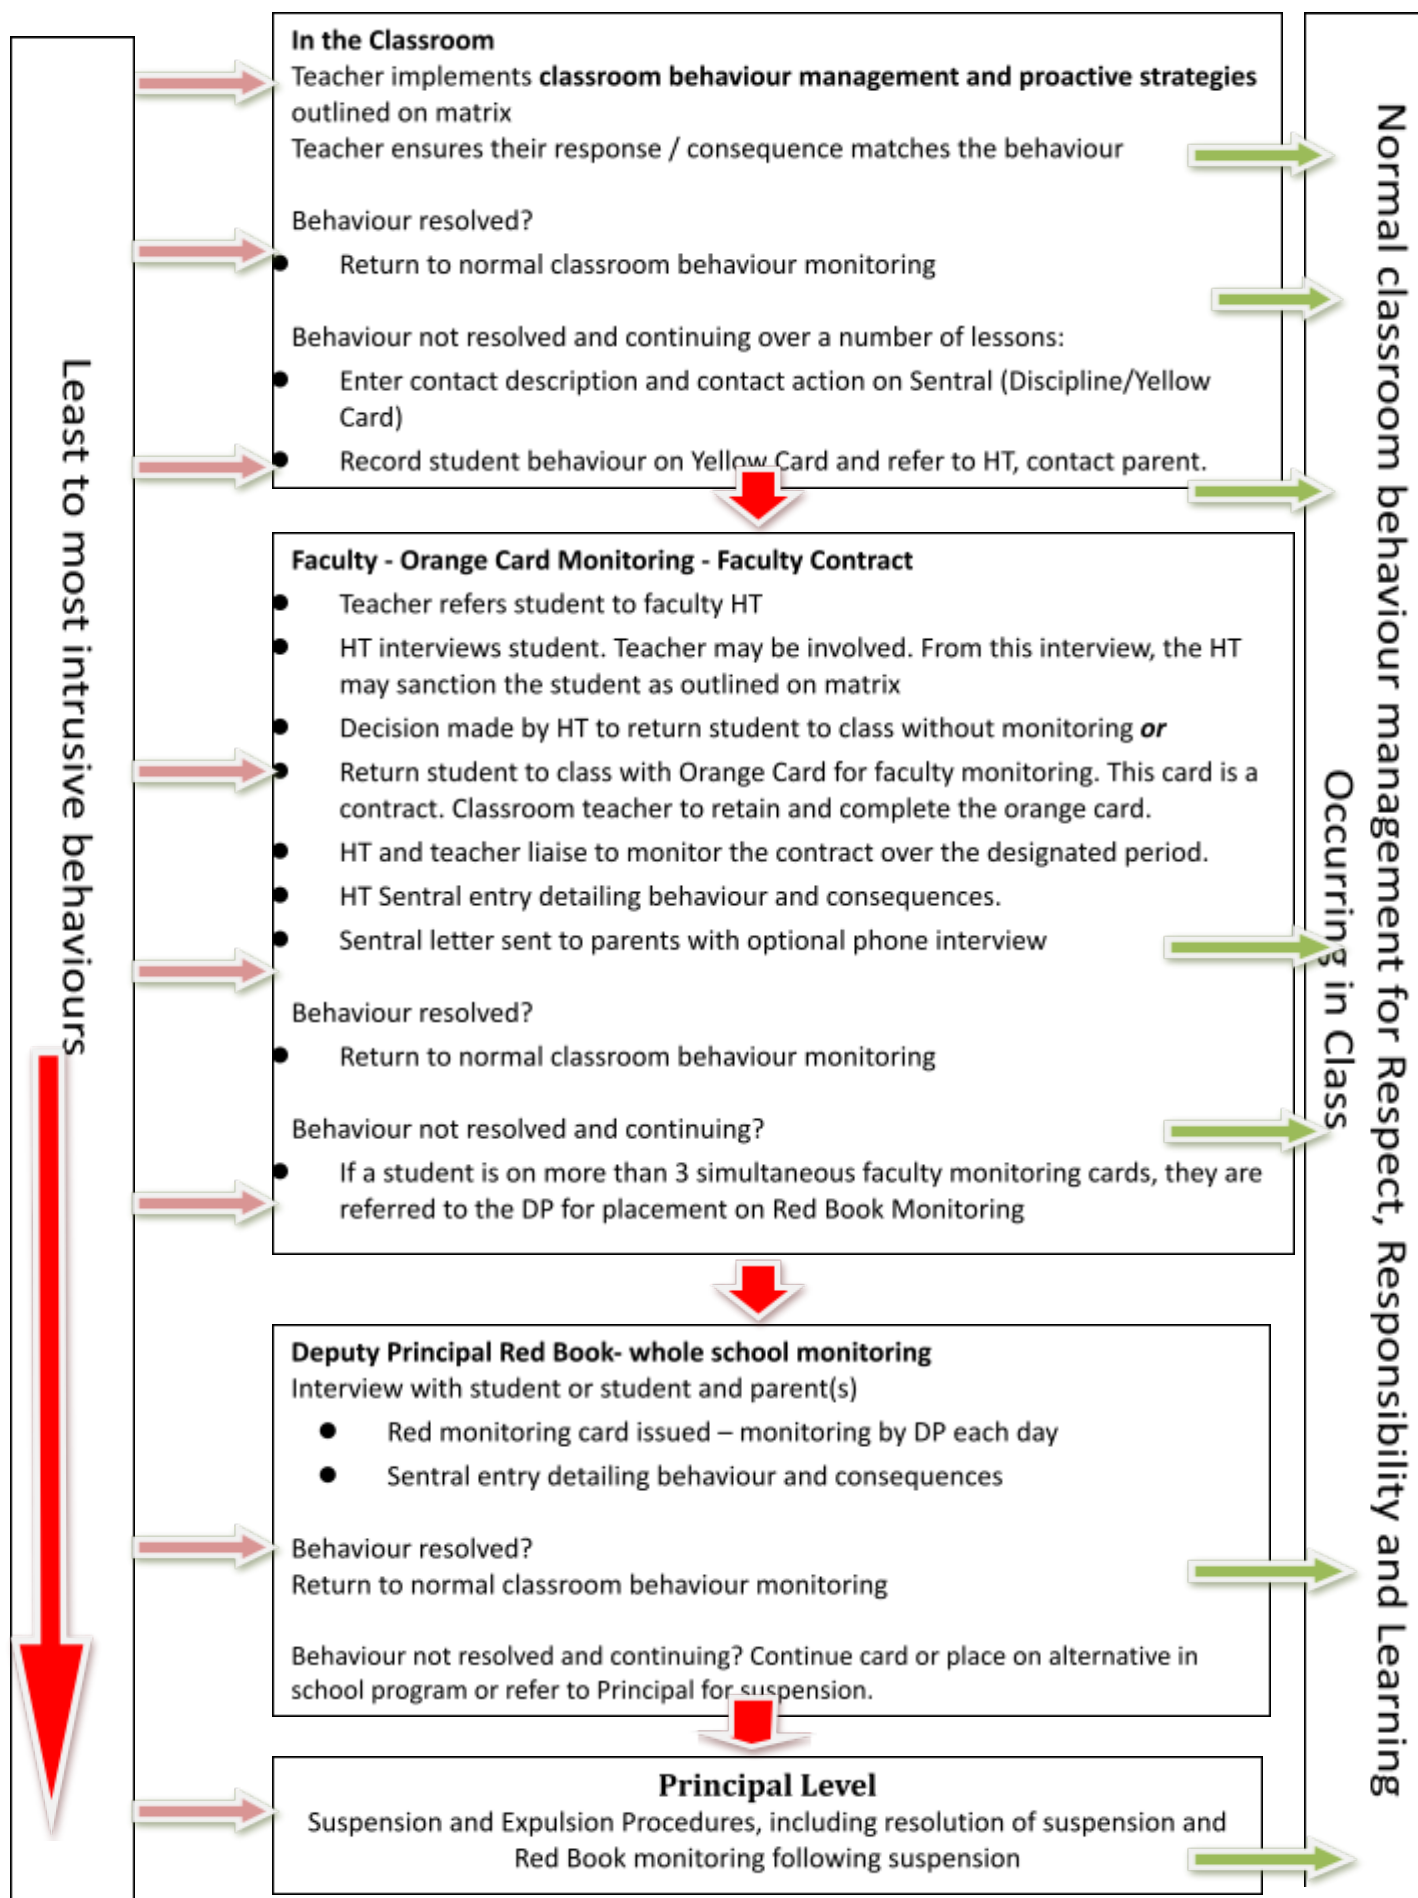 Least to most intrusive behaviours
In the Classroom
Teacher implements classroom behaviour management and proactive strategies
outlined on matrix
Teacher ensures their response / consequence matches the behaviour
Behaviour resolved?
● Return to normal classroom behaviour monitoring
Behaviour not resolved and continuing over a number of lessons:
● Enter contact description and contact action on Sentral (Discipline/Yellow
Card)
● Record student behaviour on Yellow Card and refer to HT, contact parent.
Faculty - Orange Card Monitoring - Faculty Contract
● Teacher refers student to faculty HT
● HT interviews student. Teacher may be involved. From this interview, the HT
may sanction the student as outlined on matrix
● Decision made by HT to return student to class without monitoring or
● Return student to class with Orange Card for faculty monitoring. This card is a
contract. Classroom teacher to retain and complete the orange card.
● HT and teacher liaise to monitor the contract over the designated period.
● HT Sentral entry detailing behaviour and consequences.
● Sentral letter sent to parents with optional phone interview
Behaviour resolved?
● Return to normal classroom behaviour monitoring
Behaviour not resolved and continuing?
● If a student is on more than 3 simultaneous faculty monitoring cards, they are
referred to the DP for placement on Red Book Monitoring
Deputy Principal Red Book- whole school monitoring
Interview with student or student and parent(s)
● Red monitoring card issued – monitoring by DP each day
● Sentral entry detailing behaviour and consequences
Behaviour resolved?
Return to normal classroom behaviour monitoring
Behaviour not resolved and continuing? Continue card or place on alternative in
school program or refer to Principal for suspension.
Principal Level
Suspension and Expulsion Procedures, including resolution of suspension and
Red Book monitoring following suspension
Normal classroom behaviour management for Respect, Responsibility and Learning
Occurring in Class